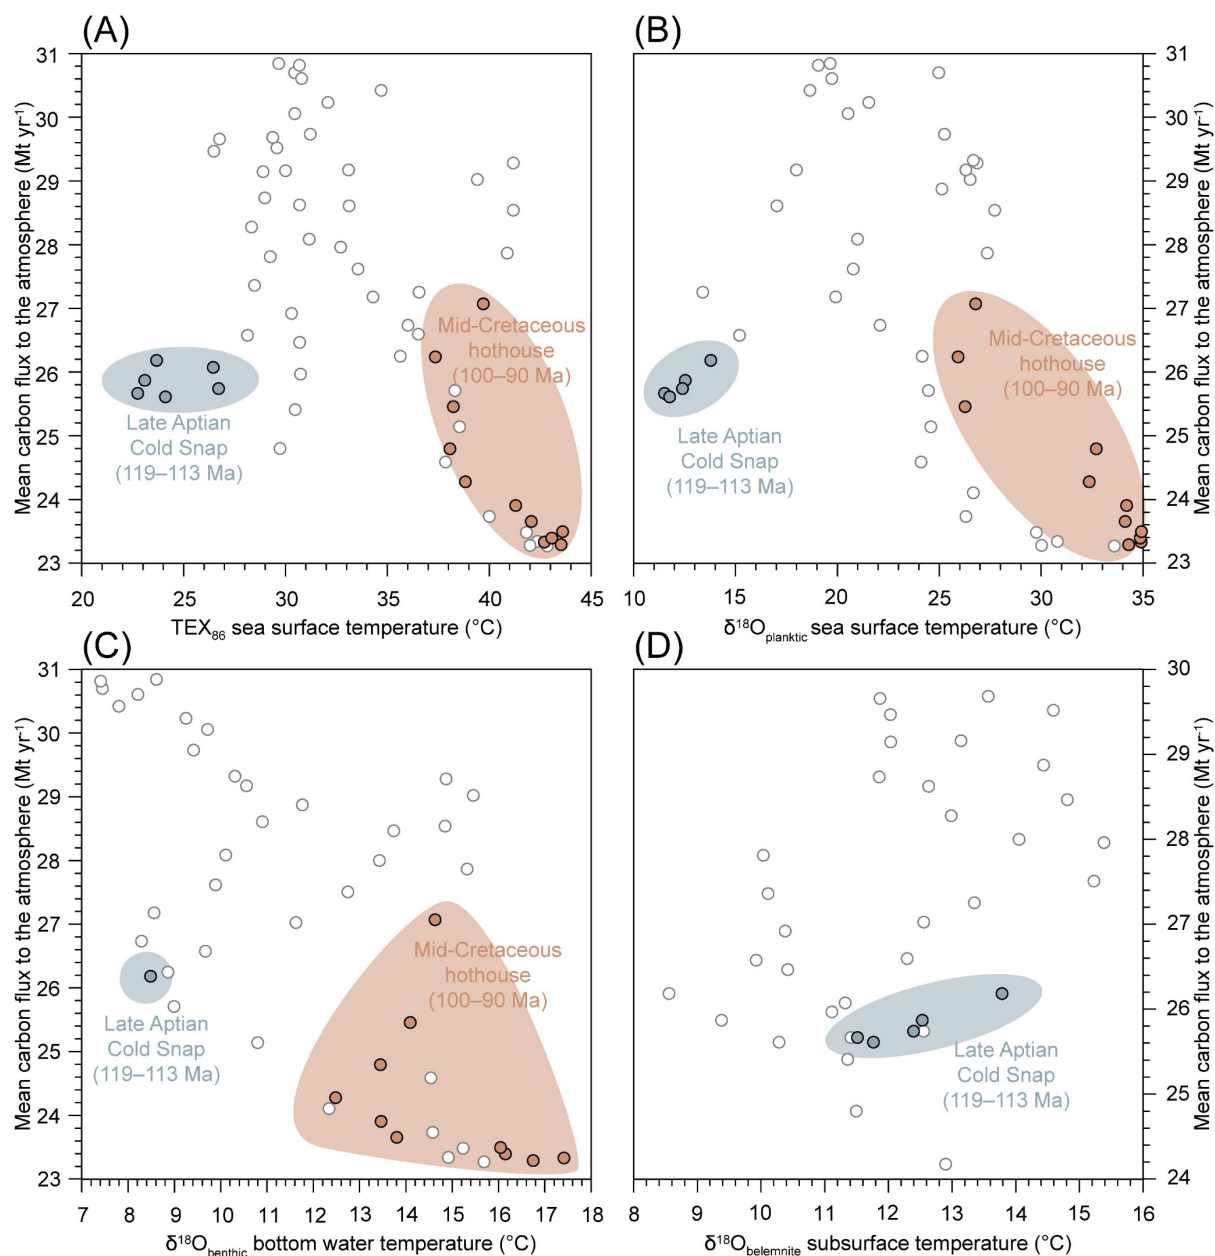 (A)
Mean carbon flux to the atmosphere (Mt yr⁻¹)
31
30
29
28
27
26
25
24
23
Mid-Cretaceous
hothouse
(100–90 Ma)
Late Aptian
Cold Snap
(119–113 Ma)
20 25 30 35 40 45
TEX₈₆ sea surface temperature (°C)
(B)
Mid-Cretaceous
hothouse
(100–90 Ma)
Late Aptian
Cold Snap
(119–113 Ma)
31
30
29
28
27
26
25
24
23
Mean carbon flux to the atmosphere (Mt yr⁻¹)
10 15 20 25 30 35
δ¹⁸O planktic sea surface temperature (°C)
(C)
Mean carbon flux to the atmosphere (Mt yr⁻¹)
31
30
29
28
27
26
25
24
23
Mid-Cretaceous
hothouse
(100–90 Ma)
Late Aptian
Cold Snap
(119–113 Ma)
7 8 9 10 11 12 13 14 15 16 17 18
δ¹⁸O benthic bottom water temperature (°C)
(D)
Late Aptian
Cold Snap
(119–113 Ma)
30
29
28
27
26
25
24
Mean carbon flux to the atmosphere (Mt yr⁻¹)
8 9 10 11 12 13 14 15 16
δ¹⁸O belemnite subsurface temperature (°C)